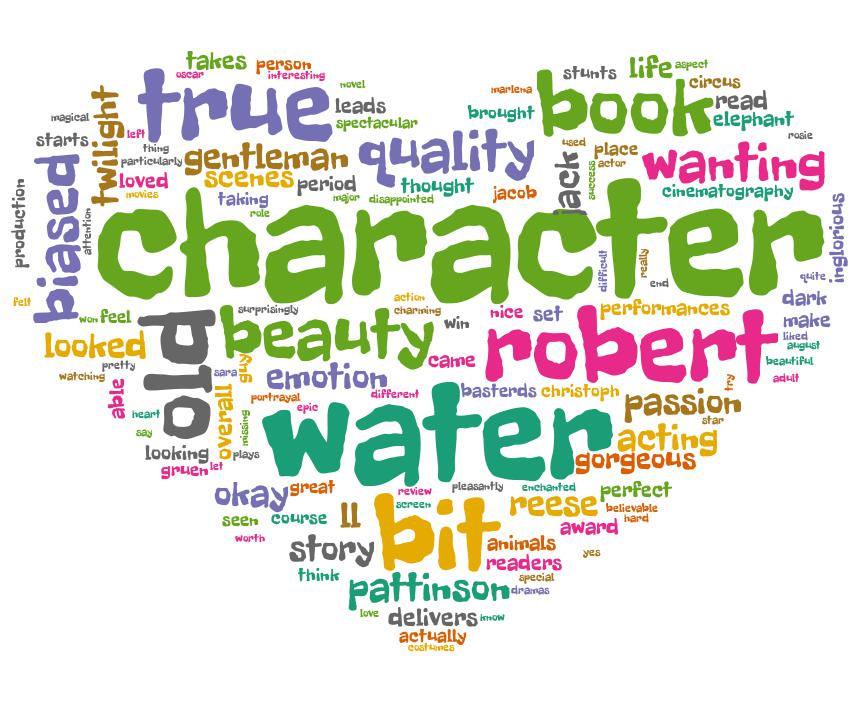 takes person
oscar interesting
twilight true novel
leads
spectacular
magical
starts
left
thing
particularly
gentleman
quality
marlena
stunts life aspect
circus
brought book read
elephant
rosie
used place
actor
success
jack
wanting
cinematography
biased
loved scenes period
movies
thought
jacob
taking major disappointed
role
production
attention
character
difficult
really
end
inglorious
quite
felt
won feel
old
surprisingly
beauty
action
charming
win
nice set performances
dark
make
liked
august
beautiful
adult
looked
pretty
watching
able
sara guy
emotion
came robert
try
heart
say
overall
missing
portrayal
epic
different
basterds christoph passion
star
water acting
gorgeous
looking
gruen let
plays
okay great
review
screen
pleasantly
enchanted
reese perfect
believable
hard
seen course ll
bit
award
worth
story
animals
readers
yes
think
pattinson
special
dramas
love
delivers know
actually
costumes